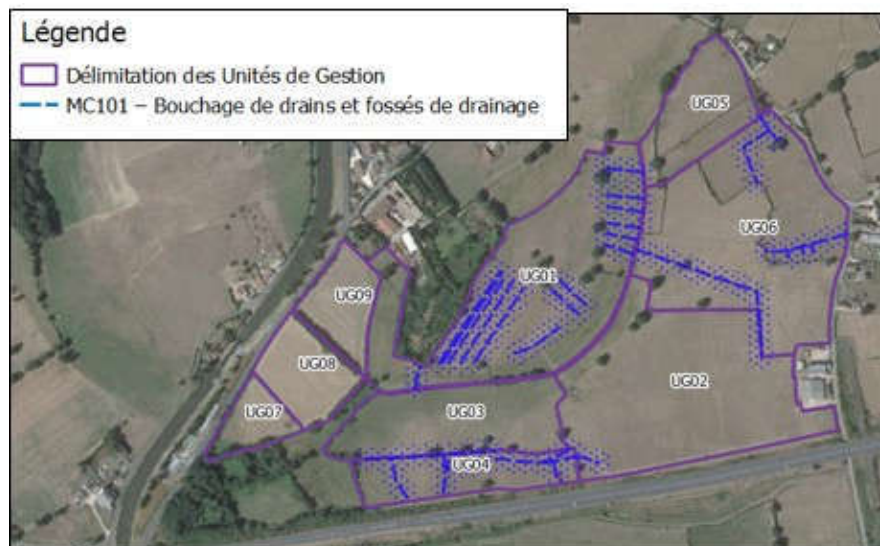 Légende
Délimitation des Unités de Gestion
MC101 – Bouchage de drains et fossés de drainage
UG05
UG06
UG01
UG09
UG08
UG02
UG07
UG03
UG04